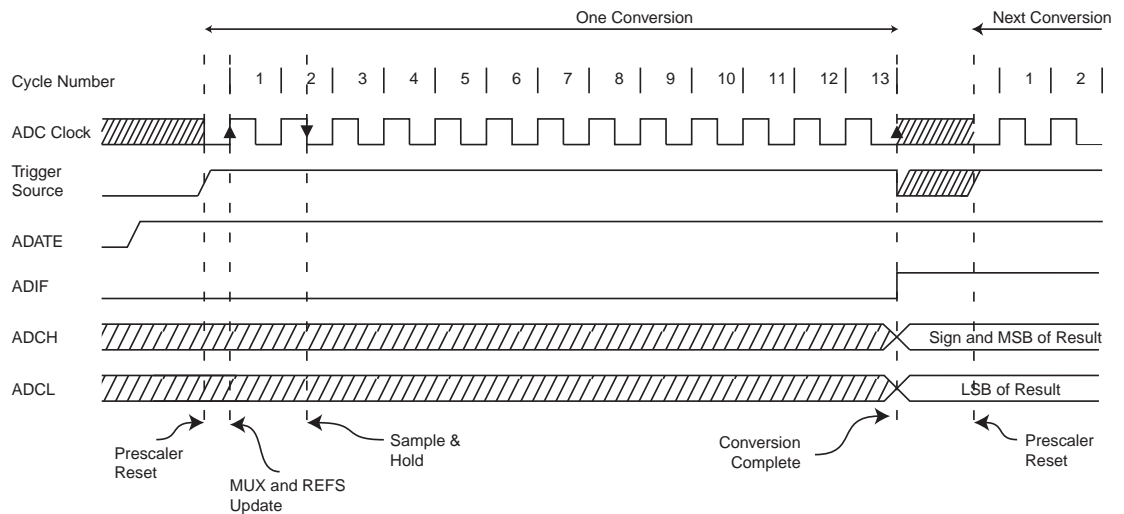 One Conversion
Next Conversion
Cycle Number
1 2 3 4 5 6 7 8 9 10 11 12 13 1 2
ADC Clock
Trigger
Source
ADATE
ADIF
ADCH
Sign and MSB of Result
ADCL
LSB of Result
Prescaler
Reset
MUX and REFS
Update
Sample &
Hold
Conversion
Complete
Prescaler
Reset